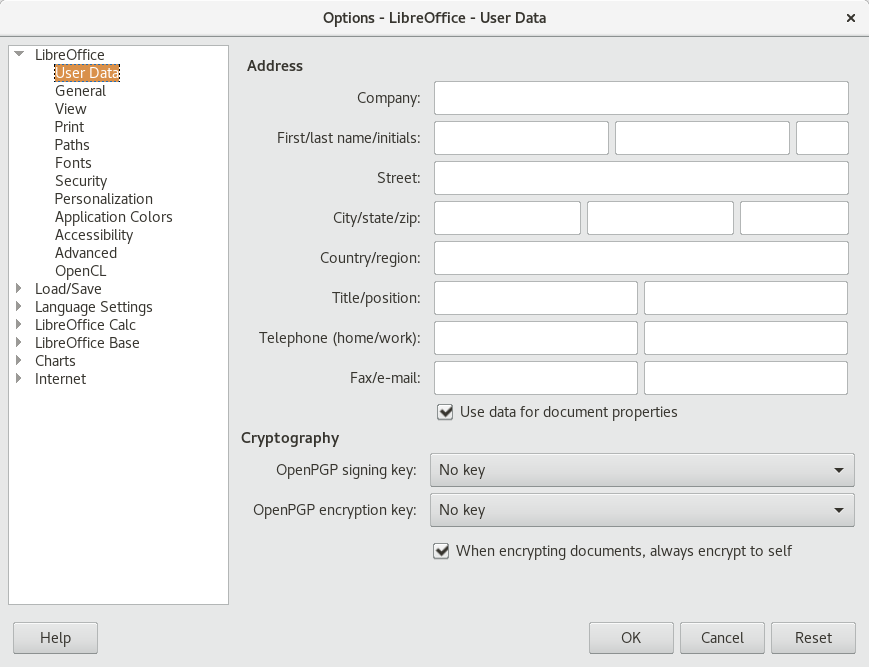 Options - LibreOffice - User Data
LibreOffice
User Data
General
View
Print
Paths
Fonts
Security
Personalization
Application Colors
Accessibility
Advanced
OpenCL
Load/Save
Language Settings
LibreOffice Calc
LibreOffice Base
Charts
Internet
Address
Company:
First/last name/initials:
Street:
City/state/zip:
Country/region:
Title/position:
Telephone (home/work):
Fax/e-mail:
Use data for document properties
Cryptography
OpenPGP signing key: No key
OpenPGP encryption key: No key
When encrypting documents, always encrypt to self
Help OK Cancel Reset